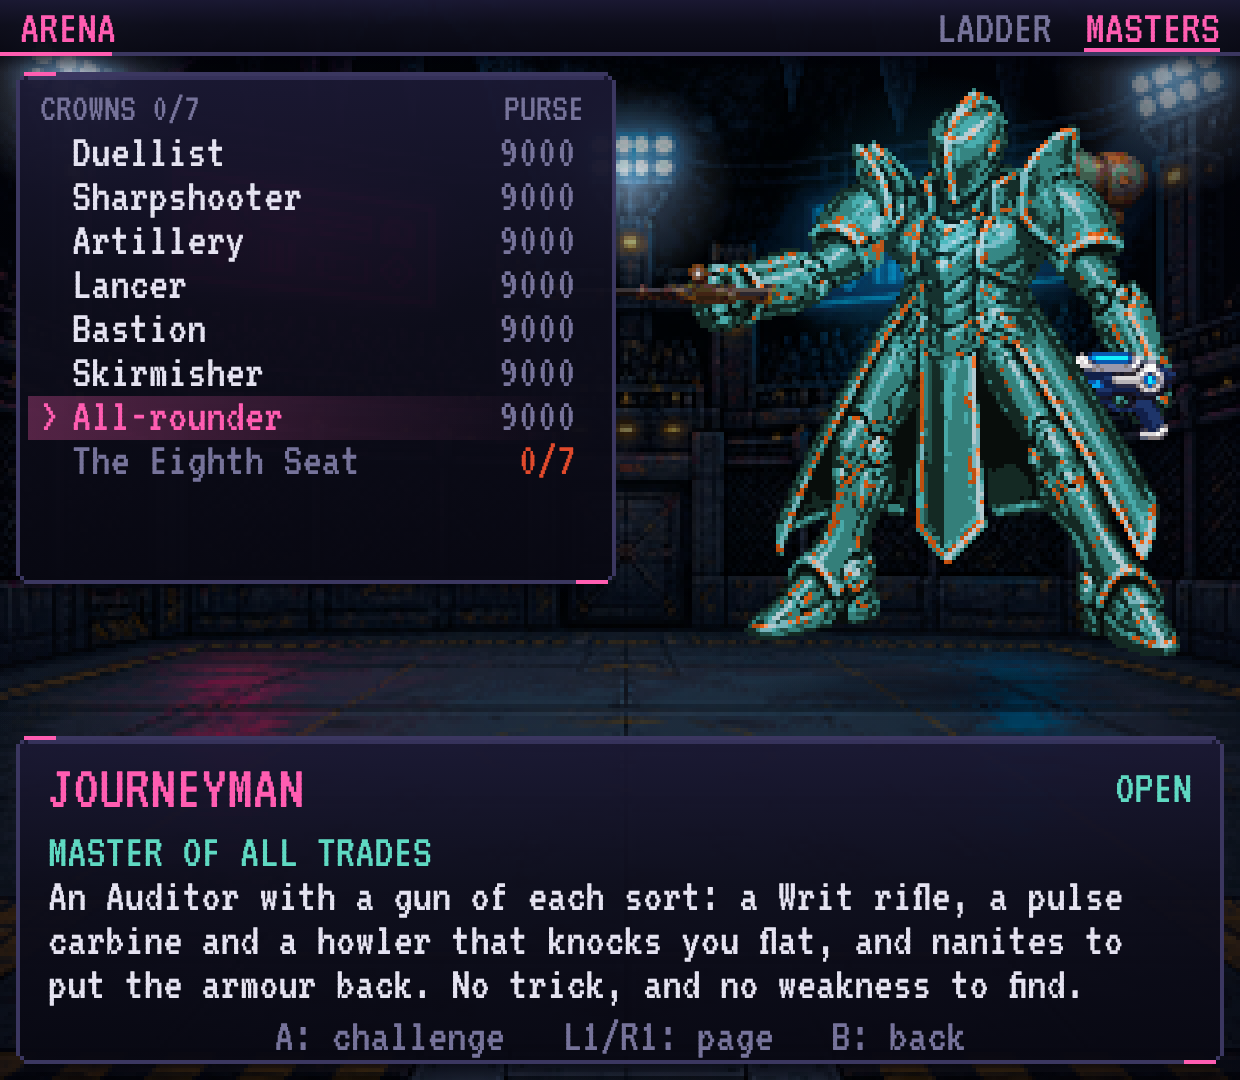 ARENA LADDER MASTERS
CROWNS 0/7 PURSE
Duellist 9000
Sharpshooter 9000
Artillery 9000
Lancer 9000
Bastion 9000
Skirmisher 9000
> All-rounder 9000
The Eighth Seat 0/7
JOURNEYMAN OPEN
MASTER OF ALL TRADES
An Auditor with a gun of each sort: a Writ rifle, a pulse
carbine and a howler that knocks you flat, and nanites to
put the armour back. No trick, and no weakness to find.
A: challenge L1/R1: page B: back